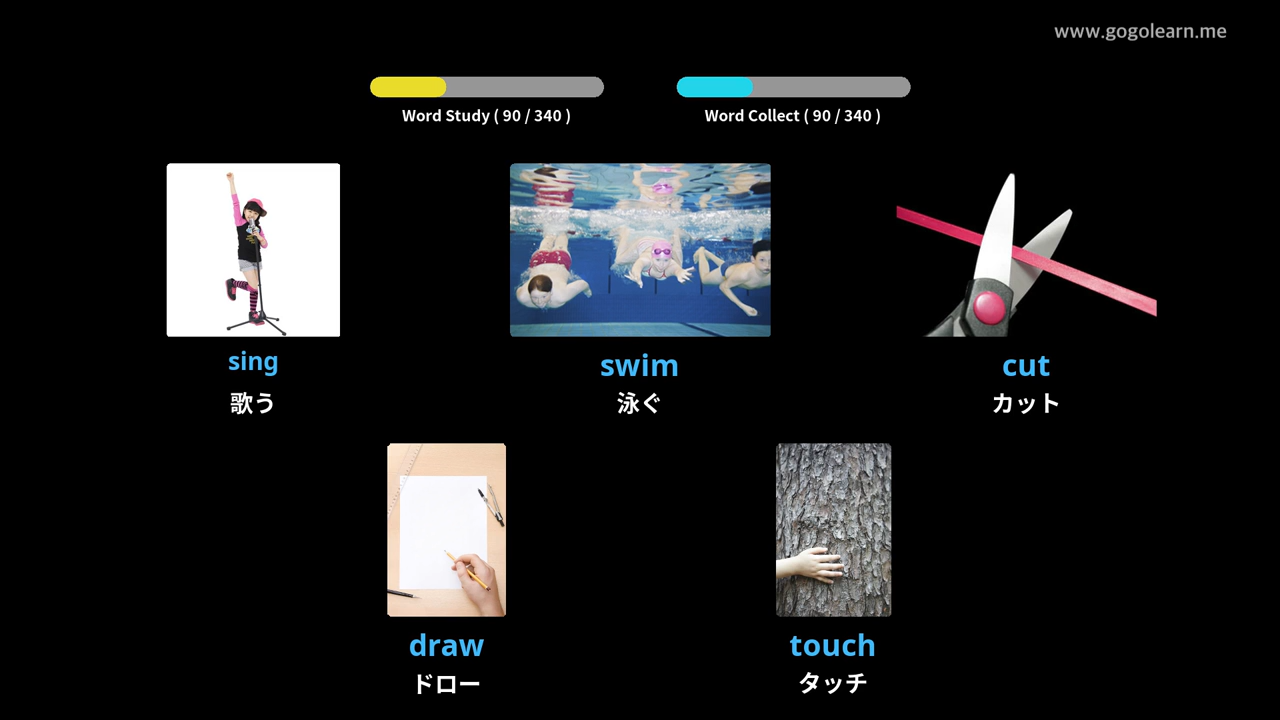 www.gogolearn.me
Word Study ( 90 / 340 )
Word Collect ( 90 / 340 )
sing
歌う
swim
泳ぐ
cut
カット
draw
ドロー
touch
タッチ